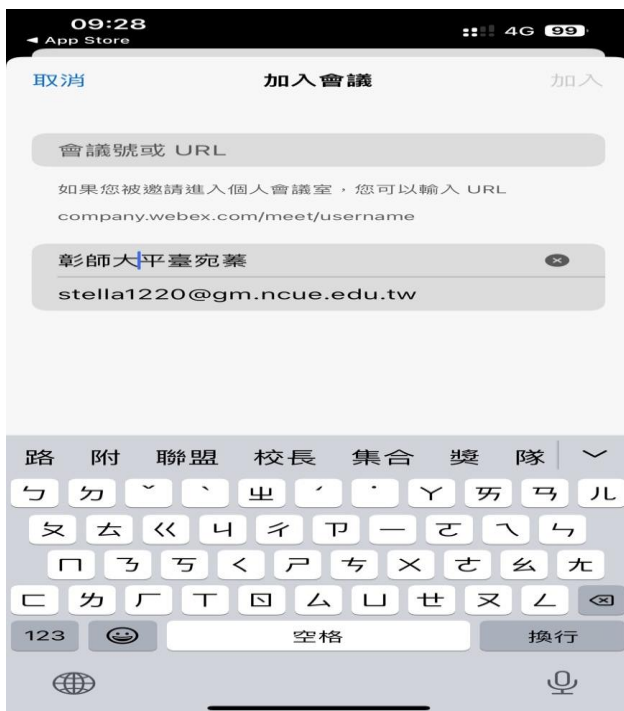 09:28
◀ App Store
4G 99
取消 加入會議 加入
會議號或 URL
如果您被邀請進入個人會議室，您可以輸入 URL
company.webex.com/meet/username
彰師大平臺宛蓁
stella1220@gm.ncue.edu.tw
路 附 聯盟 校長 集合 獎 隊
ㄅ ㄉ ˇ ˋ ㄓ ˊ ˙ ㄚ ㄞ ㄢ ㄦ
ㄆ ㄊ ㄍ ㄐ ㄔ ㄗ 一 ㄛ ㄟ ㄣ
ㄇ ㄋ ㄎ ㄑ ㄕ ㄘ ㄨ ㄜ ㄠ ㄤ
ㄈ ㄌ ㄏ ㄒ ㄖ ㄙ ㄩ ㄝ ㄡ ㄥ
123 空格 換行